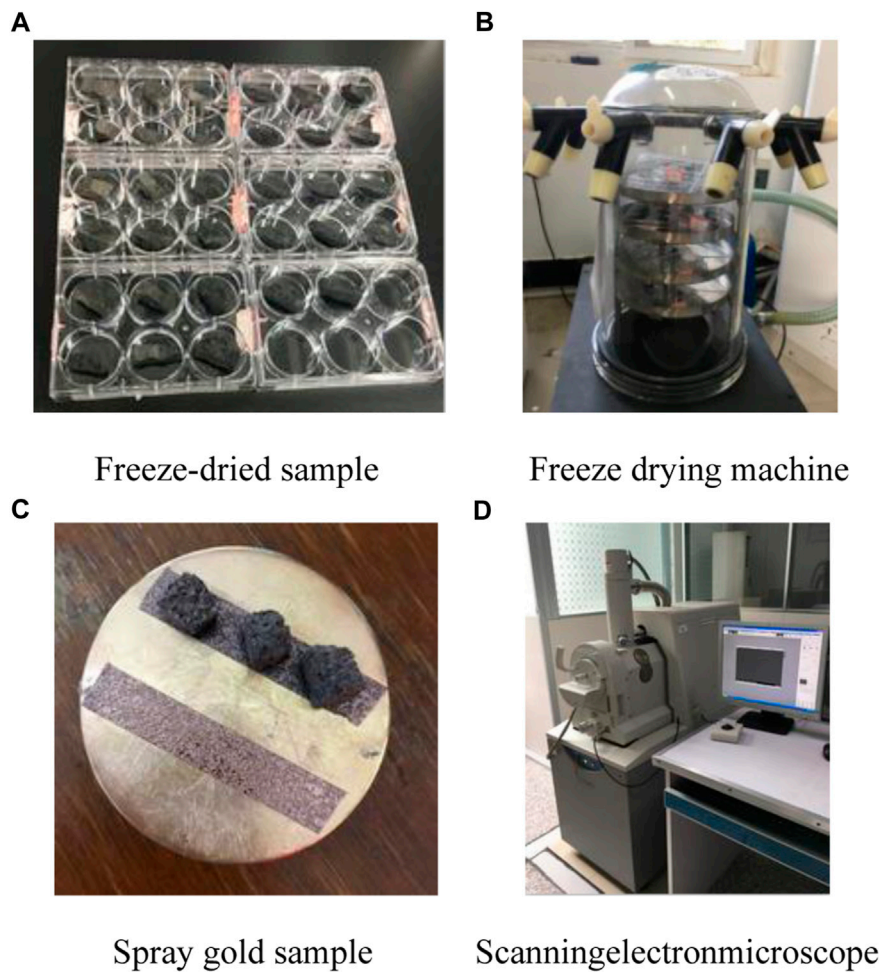 A
B
Freeze-dried sample
Freeze drying machine
C
D
Spray gold sample
Scanningelectronmicroscope